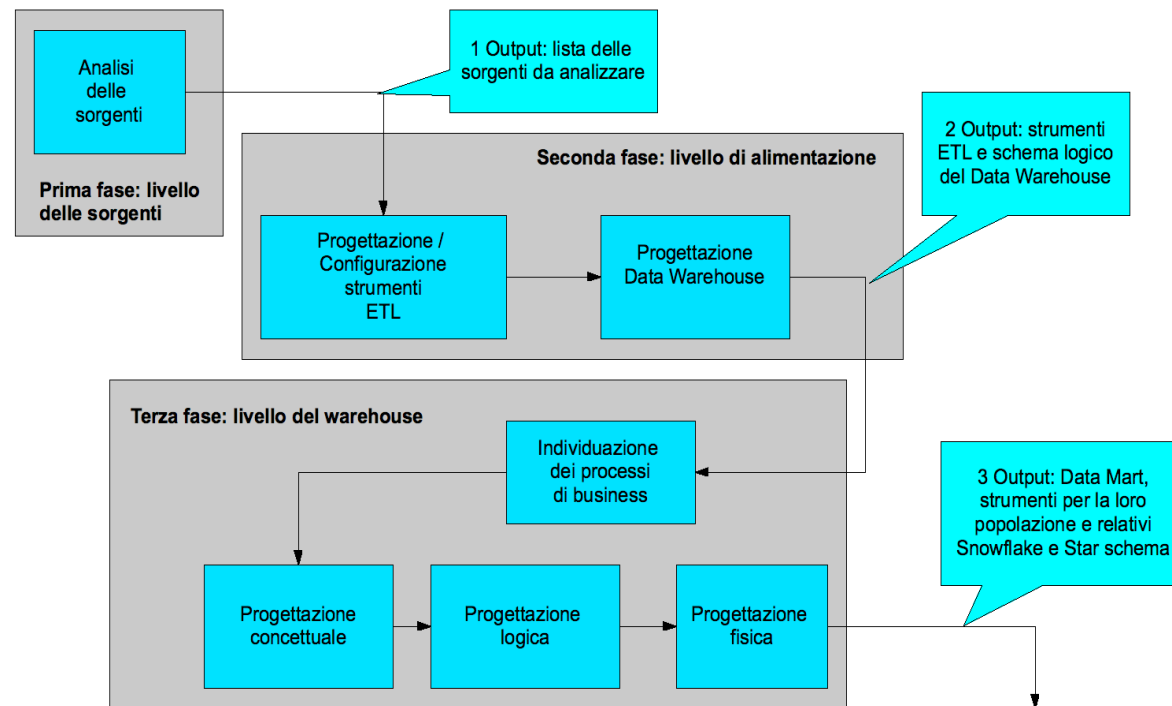 Analisi
delle
sorgenti
Prima fase: livello
delle sorgenti
1 Output: lista delle
sorgenti da analizzare
Seconda fase: livello di alimentazione
Progettazione /
Configurazione
strumenti
ETL
Progettazione
Data Warehouse
2 Output: strumenti
ETL e schema logico
del Data Warehouse
Terza fase: livello del warehouse
Individuazione
dei processi
di business
Progettazione
concettuale
Progettazione
logica
Progettazione
fisica
3 Output: Data Mart,
strumenti per la loro
popolazione e relativi
Snowflake e Star schema